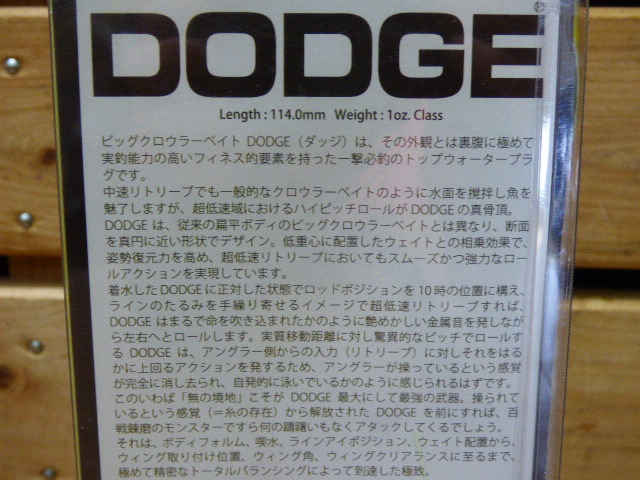 DODGE®
Length : 114.0mm Weight : 1oz. Class
ビッグクロウラーベイト DODGE（ダッジ）は、その外観とは裏腹に極めて
実釣能力の高いフィネス的要素を持った一撃必釣のトップウォータープラ
グです。
中速リトリーブでも一般的なクロウラーベイトのように水面を撹拌し魚を
魅了しますが、超低速域におけるハイピッチロールが DODGE の真骨頂。
DODGE は、従来の扁平ボディのビッグクロウラーベイトとは異なり、断面
を真円に近い形状でデザイン。低重心に配置したウェイトとの相乗効果で、
姿勢復元力を高め、超低速リトリーブにおいてもスムーズかつ強力なロー
ルアクションを実現しています。
着水した DODGE に正対した状態でロッドポジションを 10 時の位置に構え、
ラインのたるみを手繰り寄せるイメージで超低速リトリーブすれば、
DODGE はまるで命を吹き込まれたかのように艶めかしい金属音を発しなが
ら左右へとロールします。実質移動距離に対し驚異的なピッチでロールす
る DODGE は、アングラー側からの入力（リトリーブ）に対しそれをはる
かに上回るアクションを発するため、アングラーが操っているという感覚
が完全に消し去られ、自発的に泳いでいるかのように感じられるはずです。
このいわば「無の境地」こそが DODGE 最大にして最強の武器。操られて
いるという感覚（＝糸の存在）から解放された DODGE を前にすれば、百
戦錬磨のモンスターですら何の躊躇いもなくアタックしてくるでしょう。
それは、ボディフォルム、喫水、ラインアイポジション、ウェイト配置から、
ウィング取り付け位置、ウィング角、ウィングクリアランスに至るまで、
極めて精密なトータルバランシングによって到達した極致。